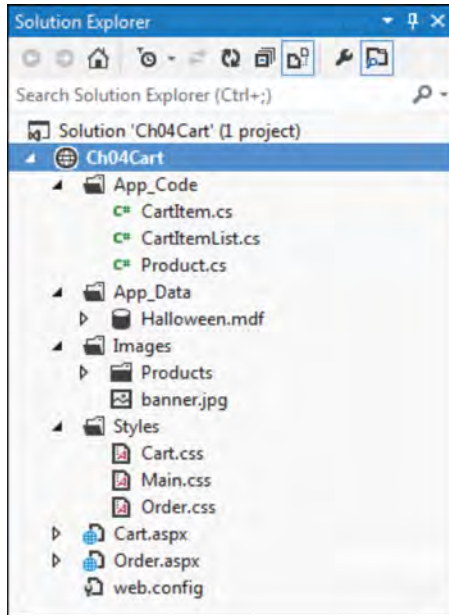 Solution Explorer
Search Solution Explorer (Ctrl+;)
Solution 'Ch04Cart' (1 project)
Ch04Cart
App_Code
C# CartItem.cs
C# CartItemList.cs
C# Product.cs
App_Data
Halloween.mdf
Images
Products
banner.jpg
Styles
Cart.css
Main.css
Order.css
Cart.aspx
Order.aspx
web.config